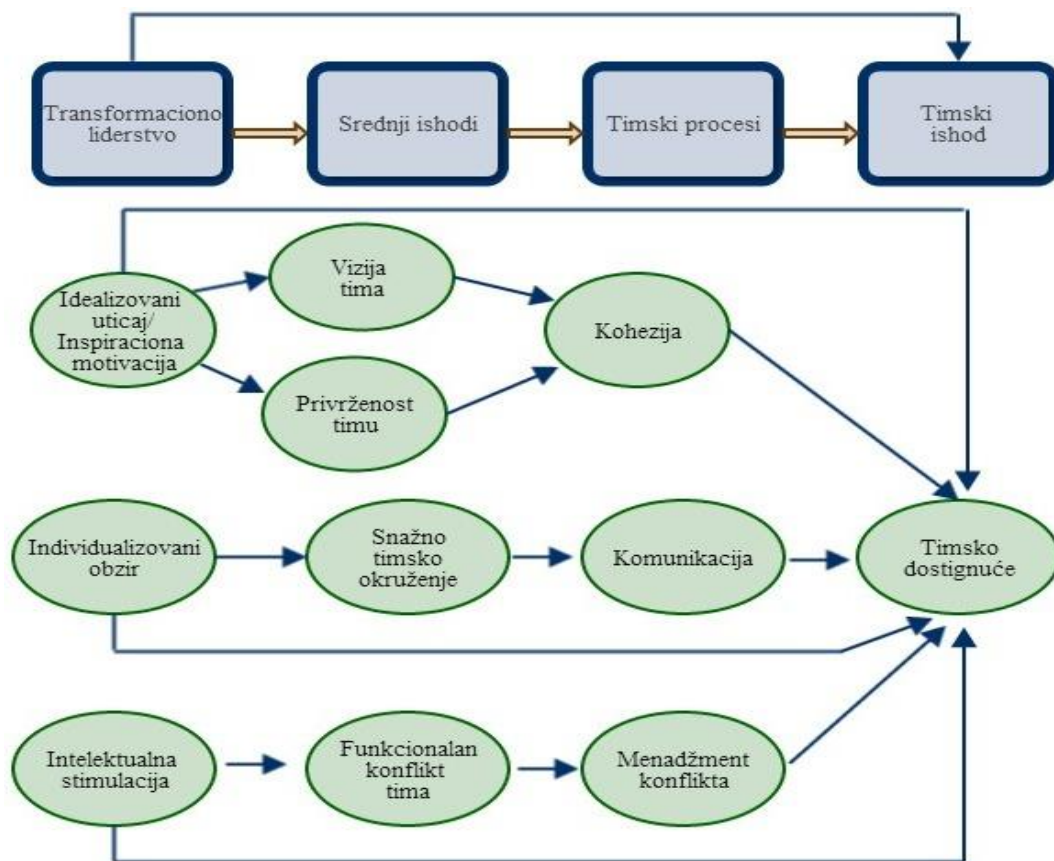 Transformaciono
liderstvo
Srednji ishodi
Timski procesi
Timski
ishod
Idealizovani
uticaj/
Inspiraciona
motivacija
Vizija
tima
Privrženost
timu
Kohezija
Individualizovani
obzir
Snažno
timsko
okruženje
Komunikacija
Timsko
dostignuće
Intelektualna
stimulacija
Funkcionalan
konflikt
tima
Menadžment
konflikta